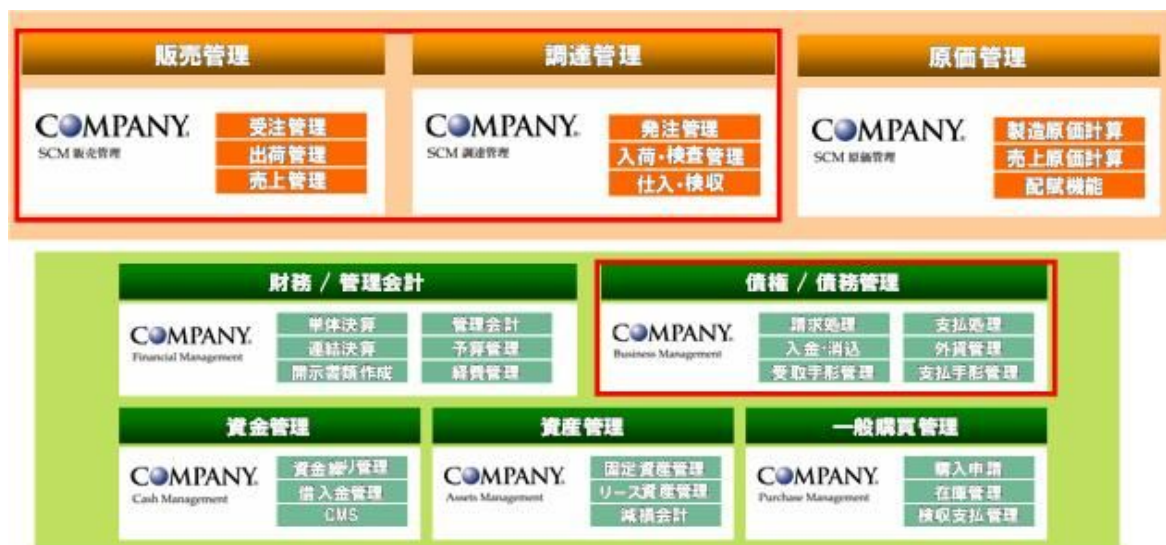 販売管理
COMPANY.
SCM 販売管理
受注管理
出荷管理
売上管理
調達管理
COMPANY.
SCM 調達管理
発注管理
入荷・検査管理
仕入・検収
原価管理
COMPANY.
SCM 原価管理
製造原価計算
売上原価計算
配賦機能
財務 / 管理会計
COMPANY.
Financial Management
単体決算
連結決算
開示書類作成
管理会計
予算管理
経費管理
債権 / 債務管理
COMPANY.
Business Management
請求処理
入金・消込
受取手形管理
支払処理
外貨管理
支払手形管理
資金管理
COMPANY.
Cash Management
資金繰り管理
借入金管理
CMS
資産管理
COMPANY.
Assets Management
固定資産管理
リース資産管理
減損会計
一般購買管理
COMPANY.
Purchase Management
購入申請
在庫管理
検収支払管理